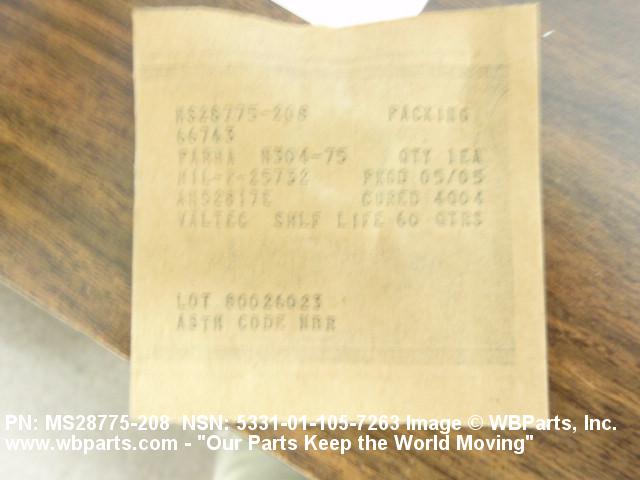 MS28775-208 PACKING
66743
PARHA N304-75 QTY 1EA
MIL-P-25732 PKGD 05/05
AMS2817E CURED 4Q04
VALTEC SHLF LIFE 60 QTRS
LOT 80026023
ASTM CODE NBR
PN: MS28775-208 NSN: 5331-01-105-7263 Image © WBParts, Inc.
www.wbparts.com - "Our Parts Keep the World Moving"